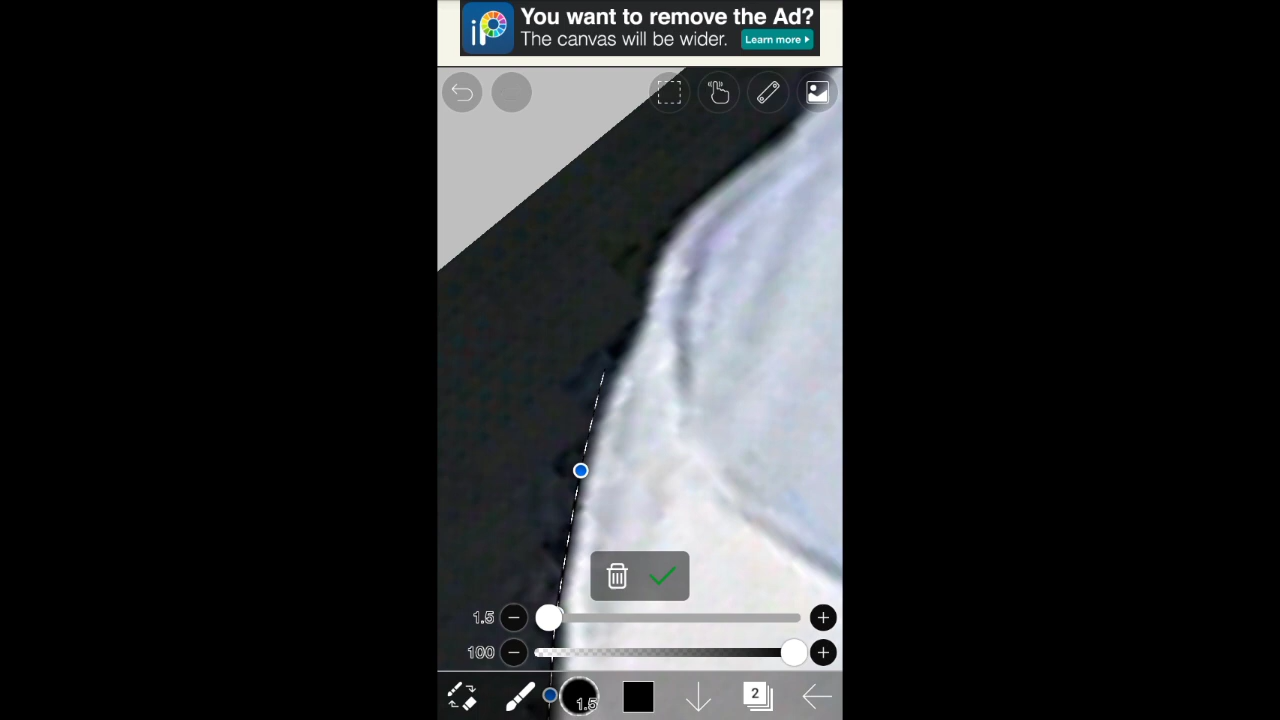 iP
You want to remove the Ad?
The canvas will be wider.
Learn more
1.5
100
1.5
2